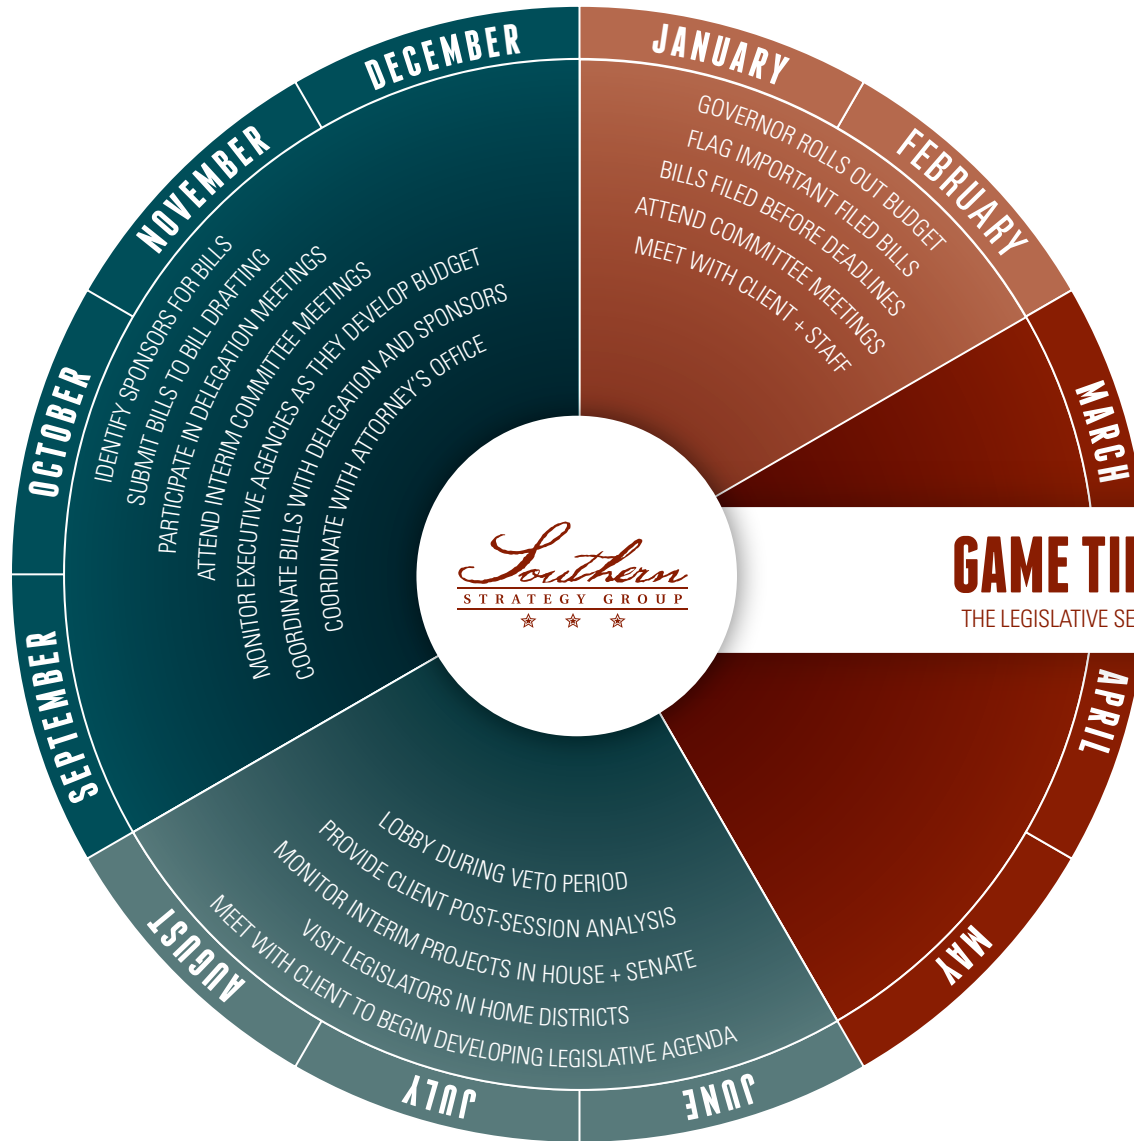 JANUARY
FEBRUARY
GOVERNOR ROLLS OUT BUDGET
FLAG IMPORTANT FILED BILLS
BILLS FILED BEFORE DEADLINES
ATTEND COMMITTEE MEETINGS
MEET WITH CLIENT + STAFF
MARCH
GAME TI
THE LEGISLATIVE SE
APRIL
MAY
JUNE
JULY
AUGUST
LOBBY DURING VETO PERIOD
PROVIDE CLIENT POST-SESSION ANALYSIS
MONITOR INTERIM PROJECTS IN HOUSE + SENATE
VISIT LEGISLATORS IN HOME DISTRICTS
MEET WITH CLIENT TO BEGIN DEVELOPING LEGISLATIVE AGENDA
SEPTEMBER
OCTOBER
NOVEMBER
DECEMBER
IDENTIFY SPONSORS FOR BILLS
SUBMIT BILLS TO BILL DRAFTING
PARTICIPATE IN DELEGATION MEETINGS
ATTEND INTERIM COMMITTEE MEETINGS
MONITOR EXECUTIVE AGENCIES AS THEY DEVELOP BUDGET
COORDINATE BILLS WITH DELEGATION AND SPONSORS
COORDINATE WITH ATTORNEY'S OFFICE
Southern
STRATEGY GROUP